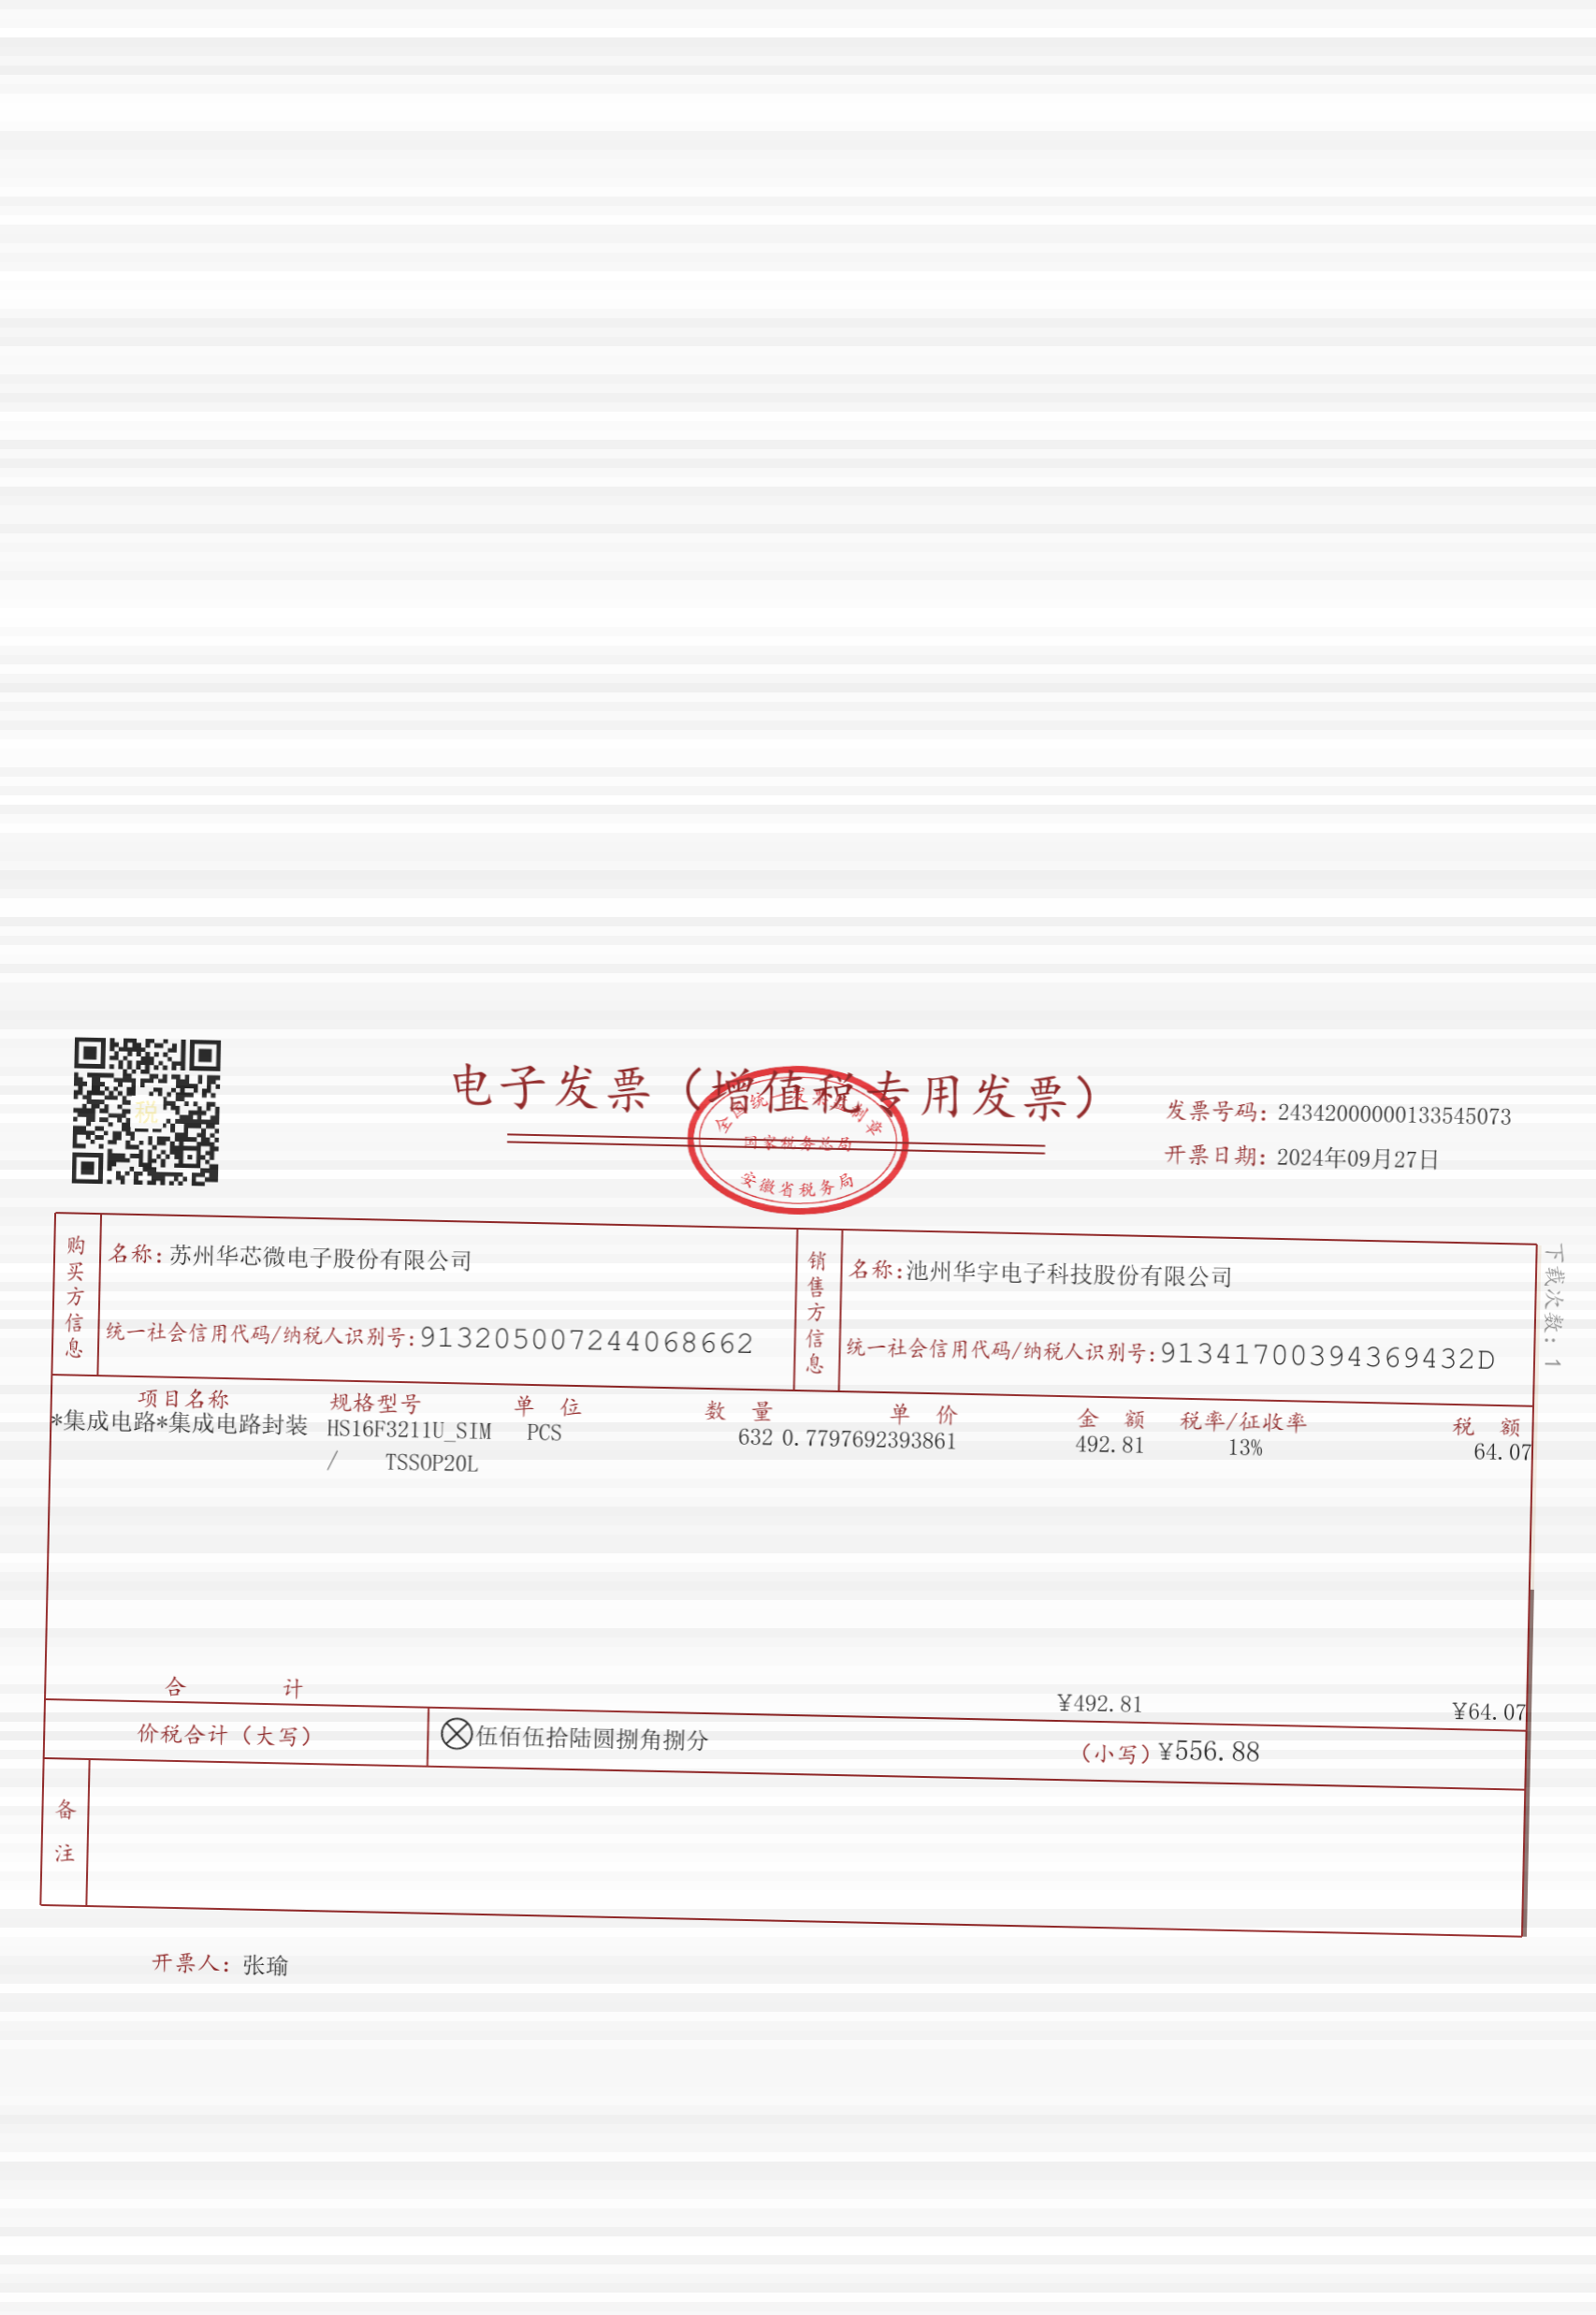 电子发票（增值税专用发票）
全国统一发票监制章
国家税务总局
安徽省税务局
税
发票号码: 24342000000133545073
开票日期: 2024年09月27日
购买方信息
名称: 苏州华芯微电子股份有限公司
统一社会信用代码/纳税人识别号: 913205007244068662
销售方信息
名称: 池州华宇电子科技股份有限公司
统一社会信用代码/纳税人识别号: 91341700394369432D
下载次数: 1
项目名称 规格型号 单 位 数 量 单 价 金 额 税率/征收率 税 额
*集成电路*集成电路封装 HS16F3211U_SIM PCS 632 0.7797692393861 492.81 13% 64.07
/ TSSOP20L
合 计 ¥492.81 ¥64.07
价税合计（大写） ⊗伍佰伍拾陆圆捌角捌分 （小写）¥556.88
备注
开票人: 张瑜